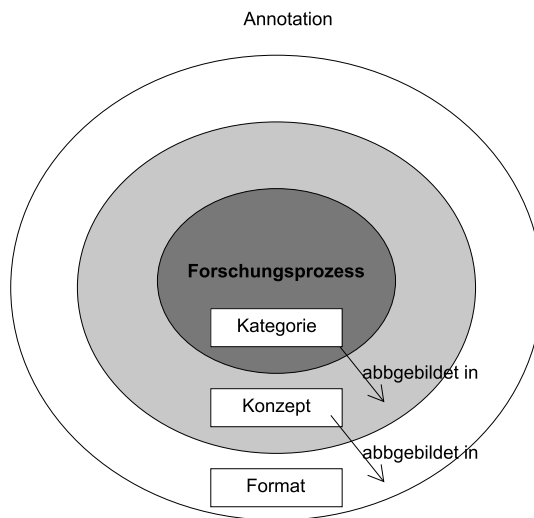 Annotation
Forschungsprozess
Kategorie
abbgebildet in
Konzept
abbgebildet in
Format